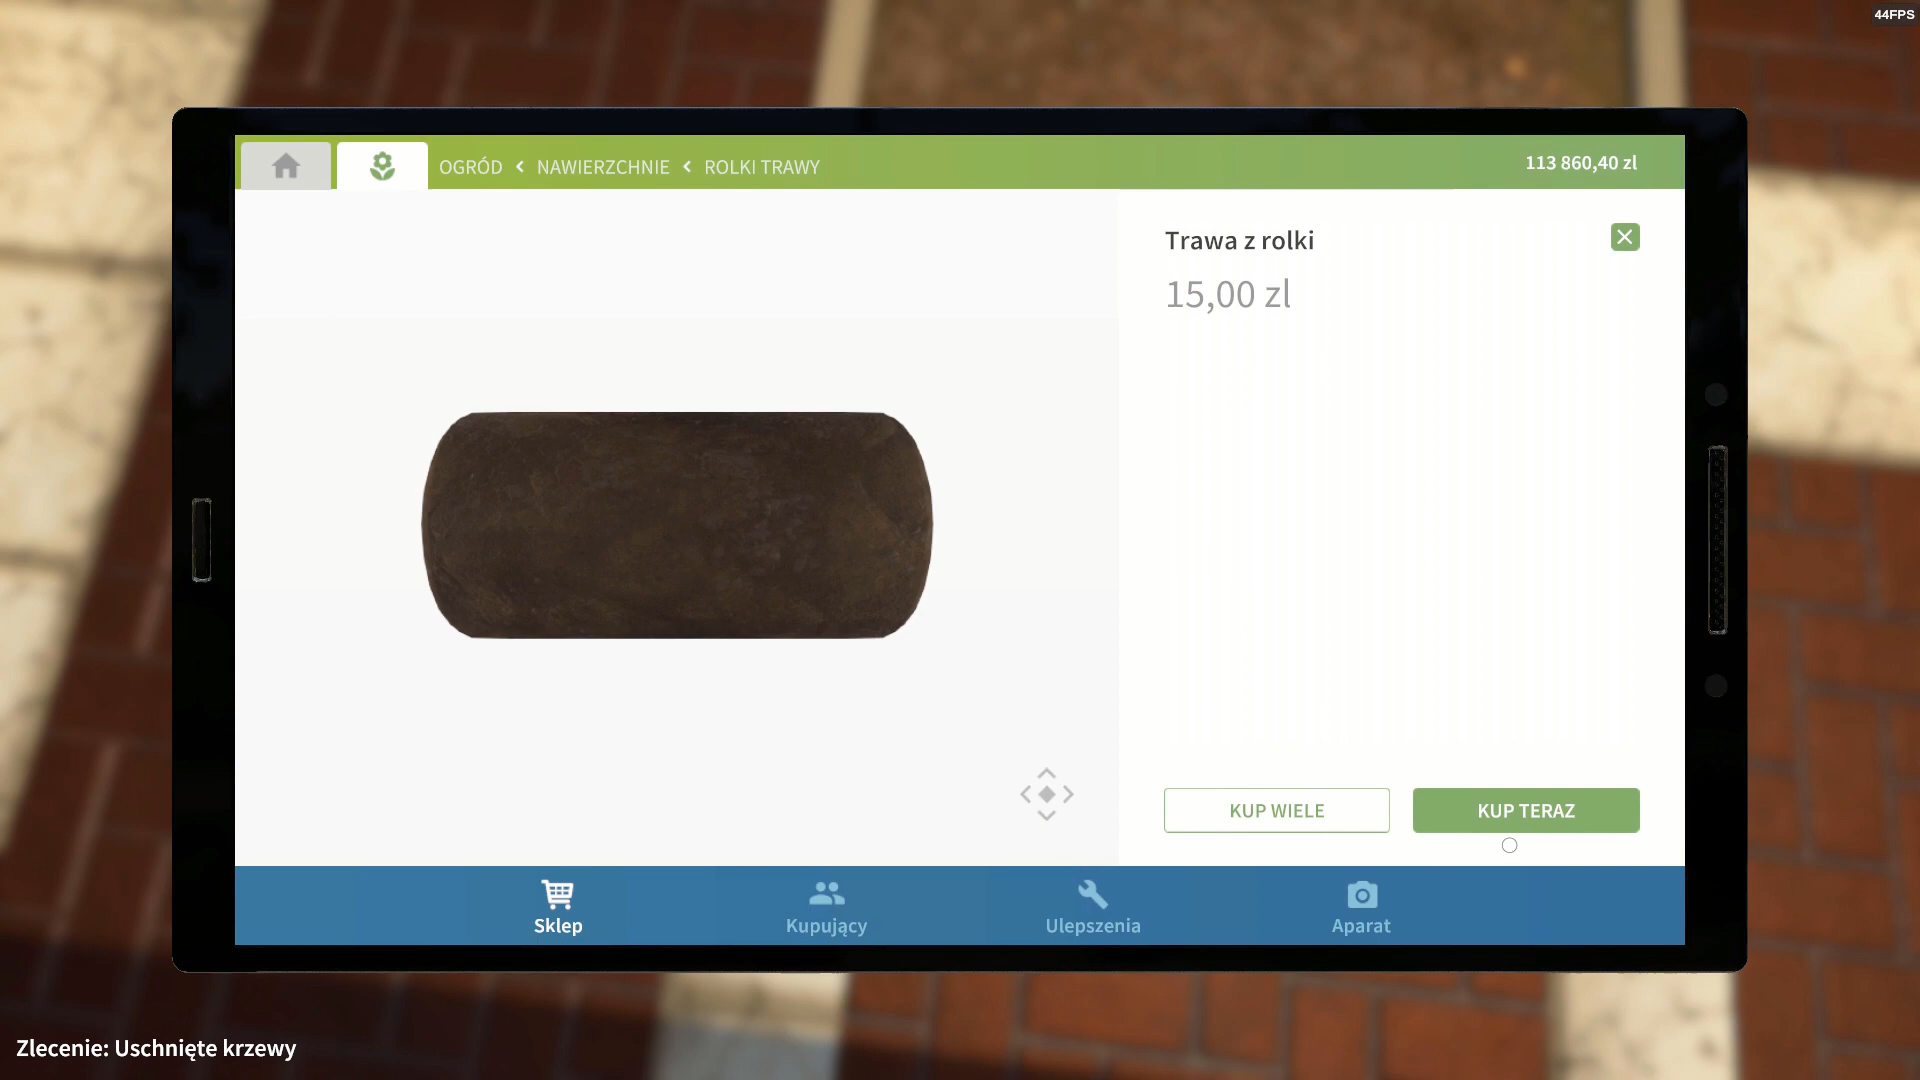 44FPS
OGRÓD < NAWIERZCHNIE < ROLKI TRAWY
113 860,40 zl
Trawa z rolki
15,00 zl
KUP WIELE
KUP TERAZ
Sklep
Kupujący
Ulepszenia
Aparat
Zlecenie: Uschnięte krzewy